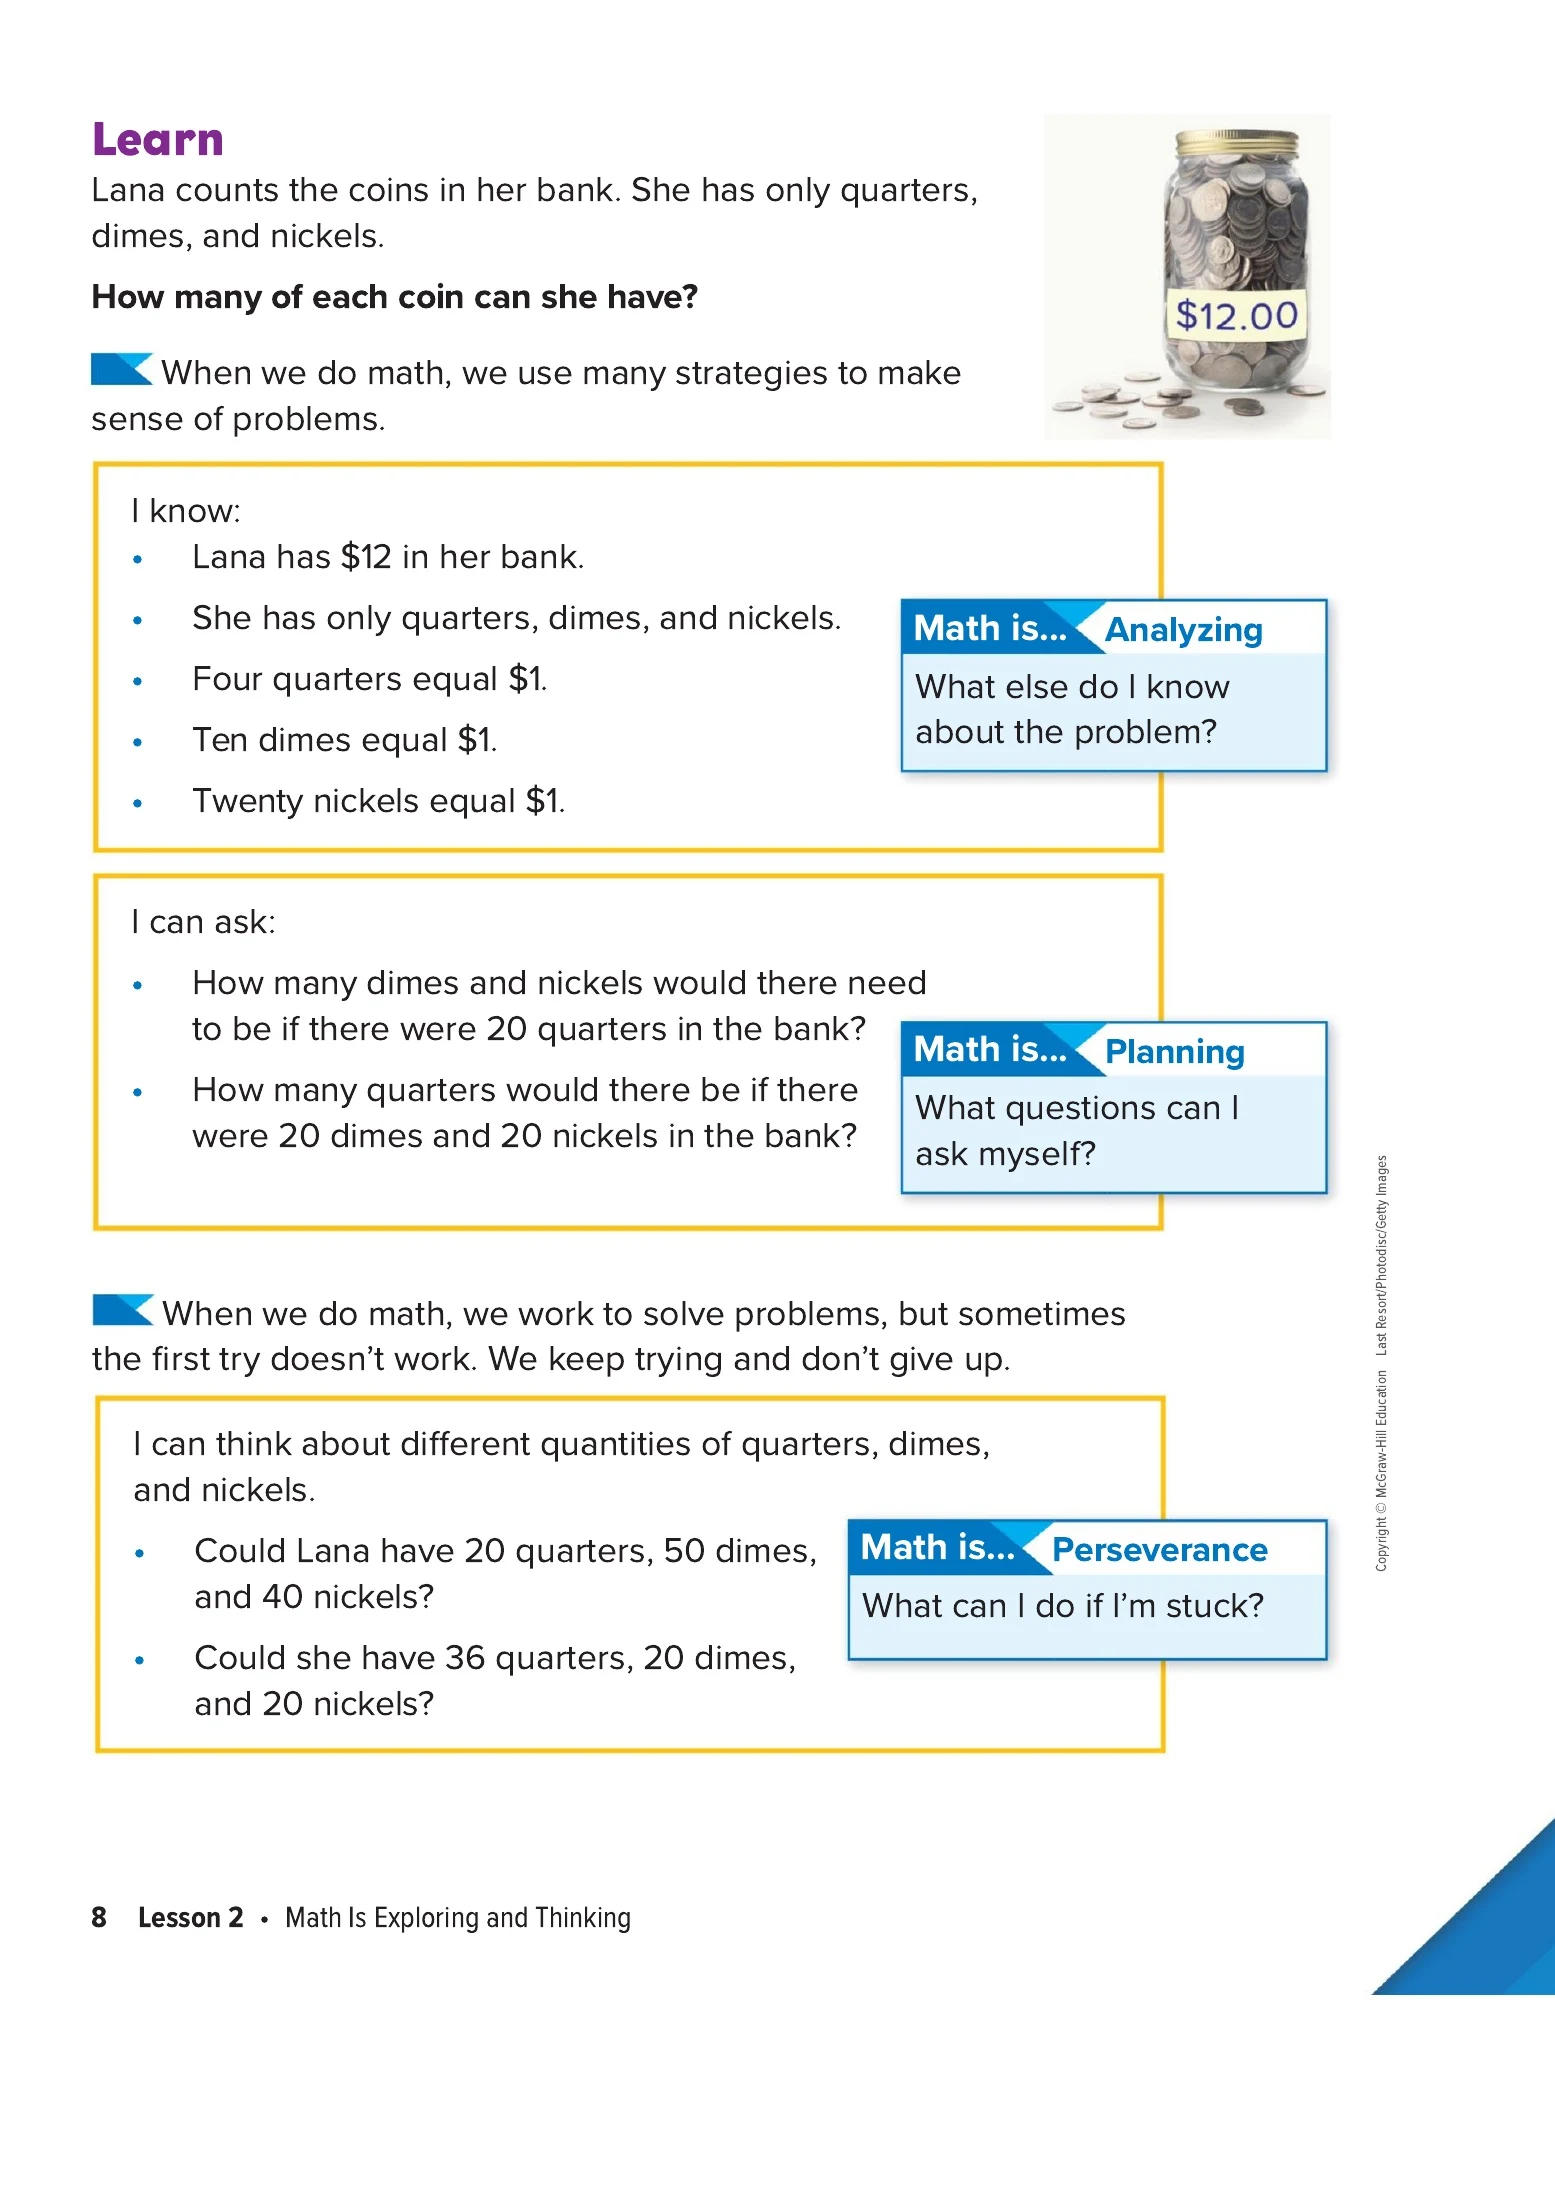 Learn
Lana counts the coins in her bank. She has only quarters,
dimes, and nickels.
How many of each coin can she have?
$12.00
When we do math, we use many strategies to make
sense of problems.
I know:
• Lana has $12 in her bank.
• She has only quarters, dimes, and nickels.
• Four quarters equal $1.
• Ten dimes equal $1.
• Twenty nickels equal $1.
Math is... Analyzing
What else do I know
about the problem?
I can ask:
• How many dimes and nickels would there need
to be if there were 20 quarters in the bank?
• How many quarters would there be if there
were 20 dimes and 20 nickels in the bank?
Math is... Planning
What questions can I
ask myself?
When we do math, we work to solve problems, but sometimes
the first try doesn’t work. We keep trying and don’t give up.
I can think about different quantities of quarters, dimes,
and nickels.
• Could Lana have 20 quarters, 50 dimes,
and 40 nickels?
• Could she have 36 quarters, 20 dimes,
and 20 nickels?
Math is... Perseverance
What can I do if I’m stuck?
Copyright © McGraw-Hill Education Last Resort/Photodisc/Getty Images
8 Lesson 2 • Math Is Exploring and Thinking